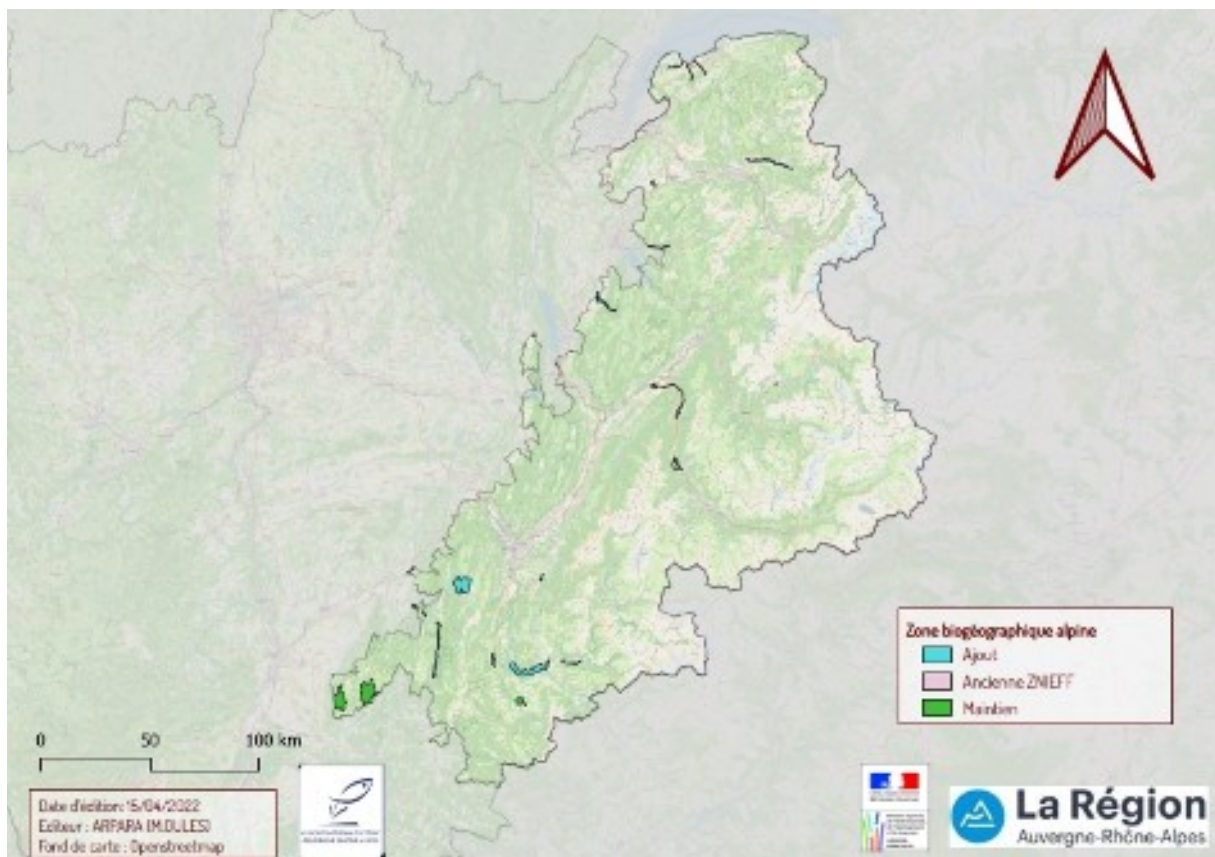 Zone biogéographique alpine
Ajout
Ancienne ZNIEFF
Maintien
0 50 100 km
Date d'édition: 15/04/2022
Editeur : ARPARA (M.DULES)
Fond de carte : Openstreetmap
La Région
Auvergne-Rhône-Alpes